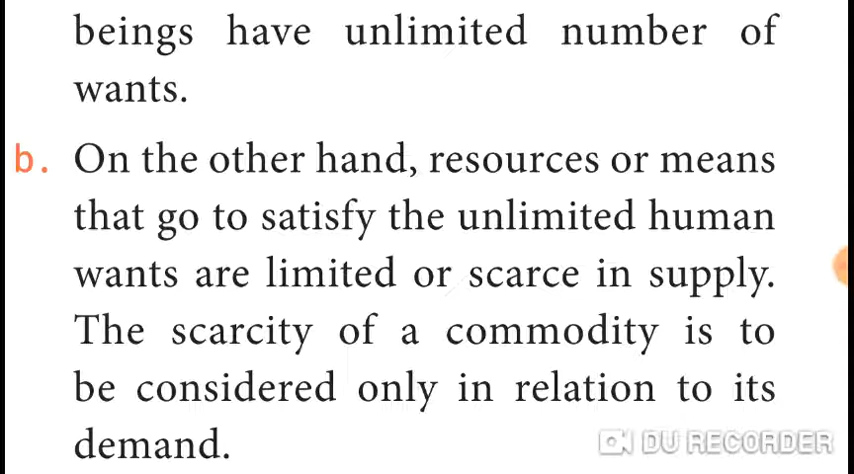 beings have unlimited number of
wants.
b. On the other hand, resources or means
that go to satisfy the unlimited human
wants are limited or scarce in supply.
The scarcity of a commodity is to
be considered only in relation to its
demand.
DU RECORDER